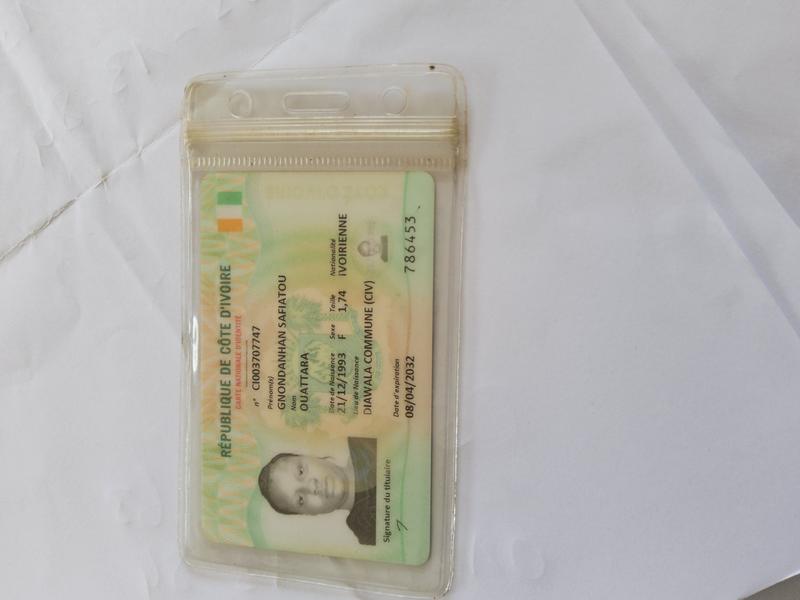 RÉPUBLIQUE DE CÔTE D'IVOIRE
CARTE NATIONALE D'IDENTITÉ
n° CI003707747
Prénom(s)
GNONDANHAN SAFIATOU
Nom
OUATTARA
Date de Naissance Sexe Taille Nationalité
21/12/1993 F 1,74 IVOIRIENNE
Lieu de Naissance
DIAWALA COMMUNE (CIV)
Date d'expiration
08/04/2032
Signature du titulaire
786453